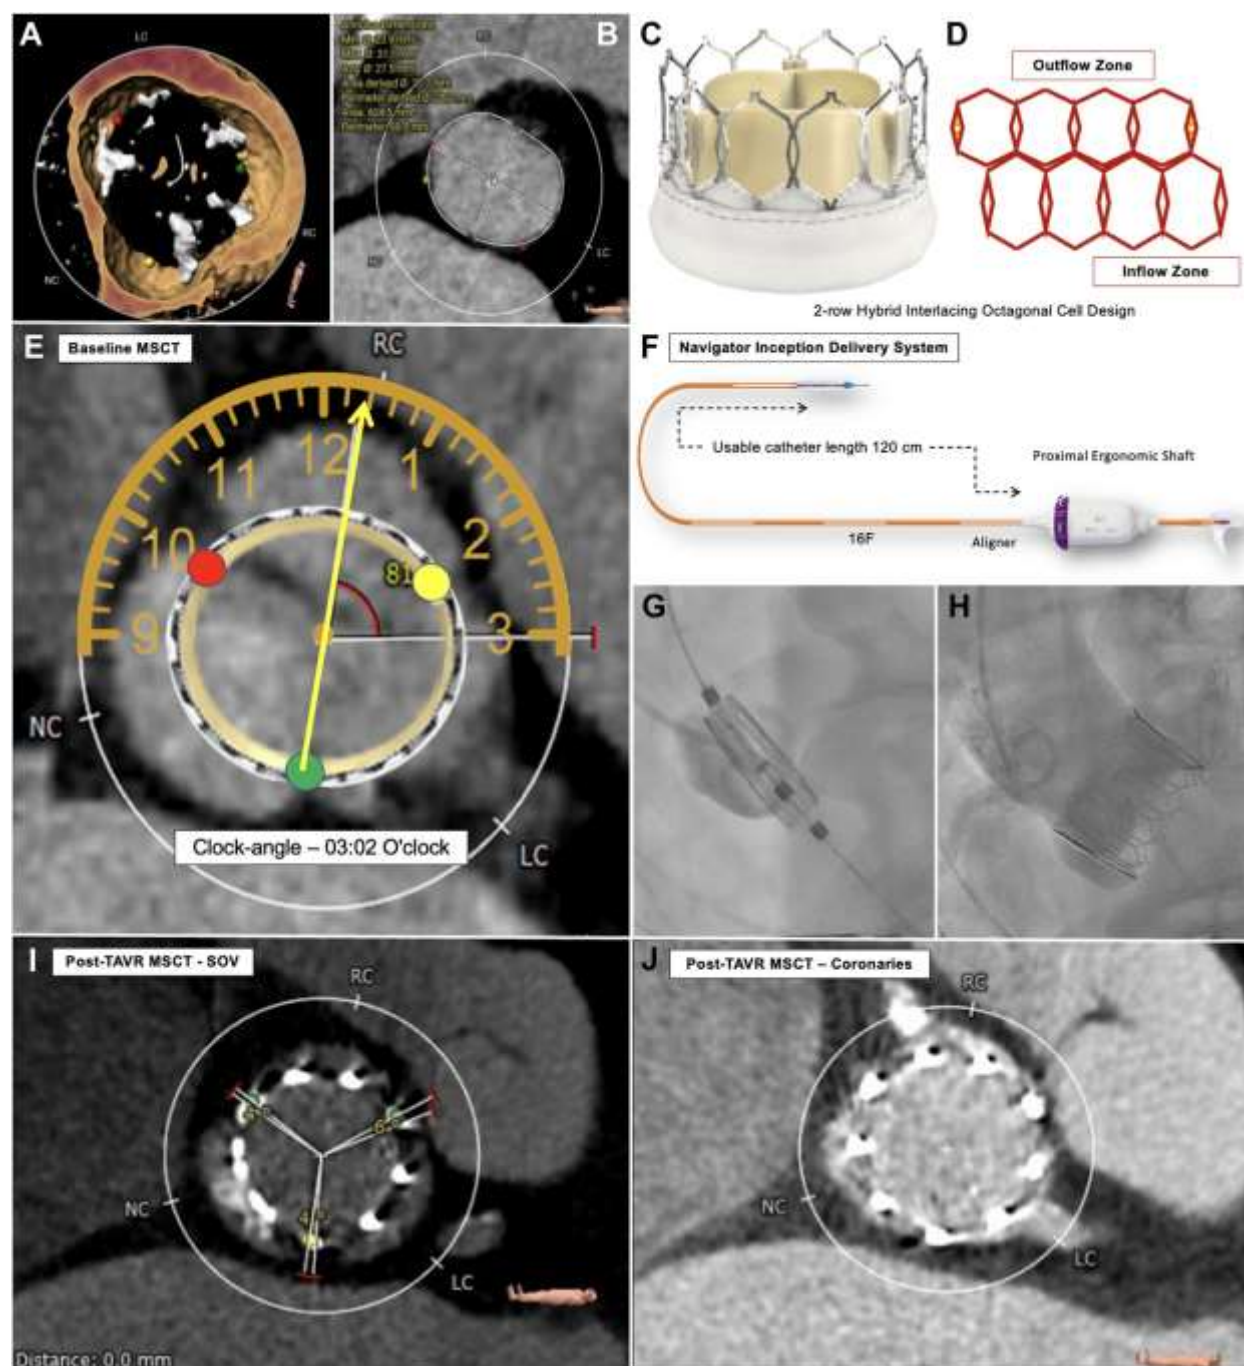 A
LC
RC
NC
B
RC
LC
NC
C
D
Outflow Zone
Inflow Zone
2-row Hybrid Interlacing Octagonal Cell Design
E
Baseline MSCT
RC
9
10
11
12
1
2
3
81
NC
LC
Clock-angle – 03:02 O'clock
F
Navigator Inception Delivery System
Usable catheter length 120 cm
Proximal Ergonomic Shaft
16F
Aligner
G
H
I
Post-TAVR MSCT - SOV
RC
NC
LC
Distance: 0.0 mm
J
Post-TAVR MSCT – Coronaries
RC
NC
LC